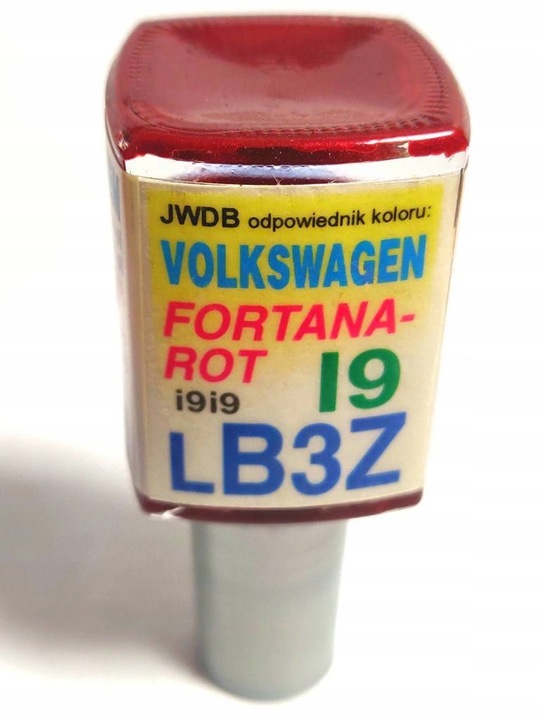 JWDB odpowiednik koloru:
VOLKSWAGEN
FORTANA-
ROT I9
i9i9
LB3Z